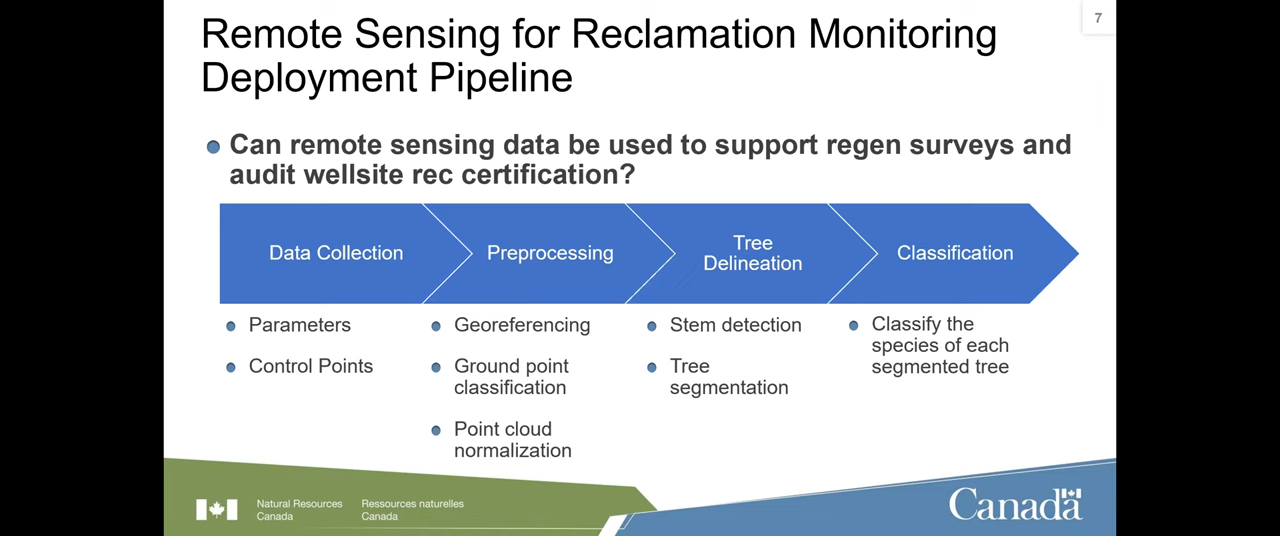 7
Remote Sensing for Reclamation Monitoring
Deployment Pipeline
Can remote sensing data be used to support regen surveys and
audit wellsite rec certification?
Data Collection
Parameters
Control Points
Preprocessing
Georeferencing
Ground point
classification
Point cloud
normalization
Tree
Delineation
Stem detection
Tree
segmentation
Classification
Classify the
species of each
segmented tree
Natural Resources
Canada
Ressources naturelles
Canada
Canada